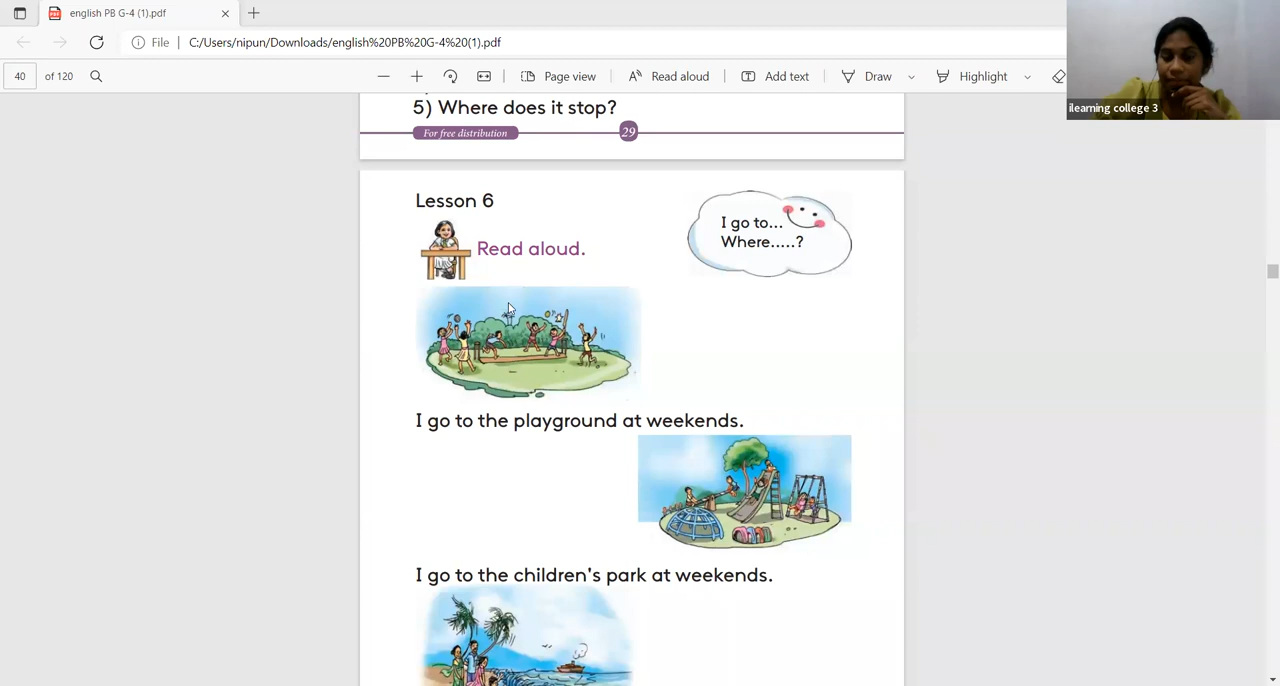 english PB G-4 (1).pdf
File
C:/Users/nipun/Downloads/english%20PB%20G-4%20(1).pdf
40
of 120
Page view
Read aloud
Add text
Draw
Highlight
ilearning college 3
5) Where does it stop?
For free distribution
29
Lesson 6
I go to...
Where.....?
Read aloud.
I go to the playground at weekends.
I go to the children's park at weekends.